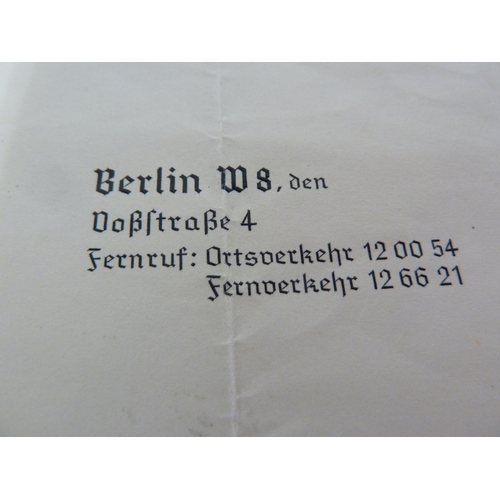 Berlin W 8, den
Voßſtraße 4
Fernruf: Ortsverkehr 12 00 54
Fernverkehr 12 66 21